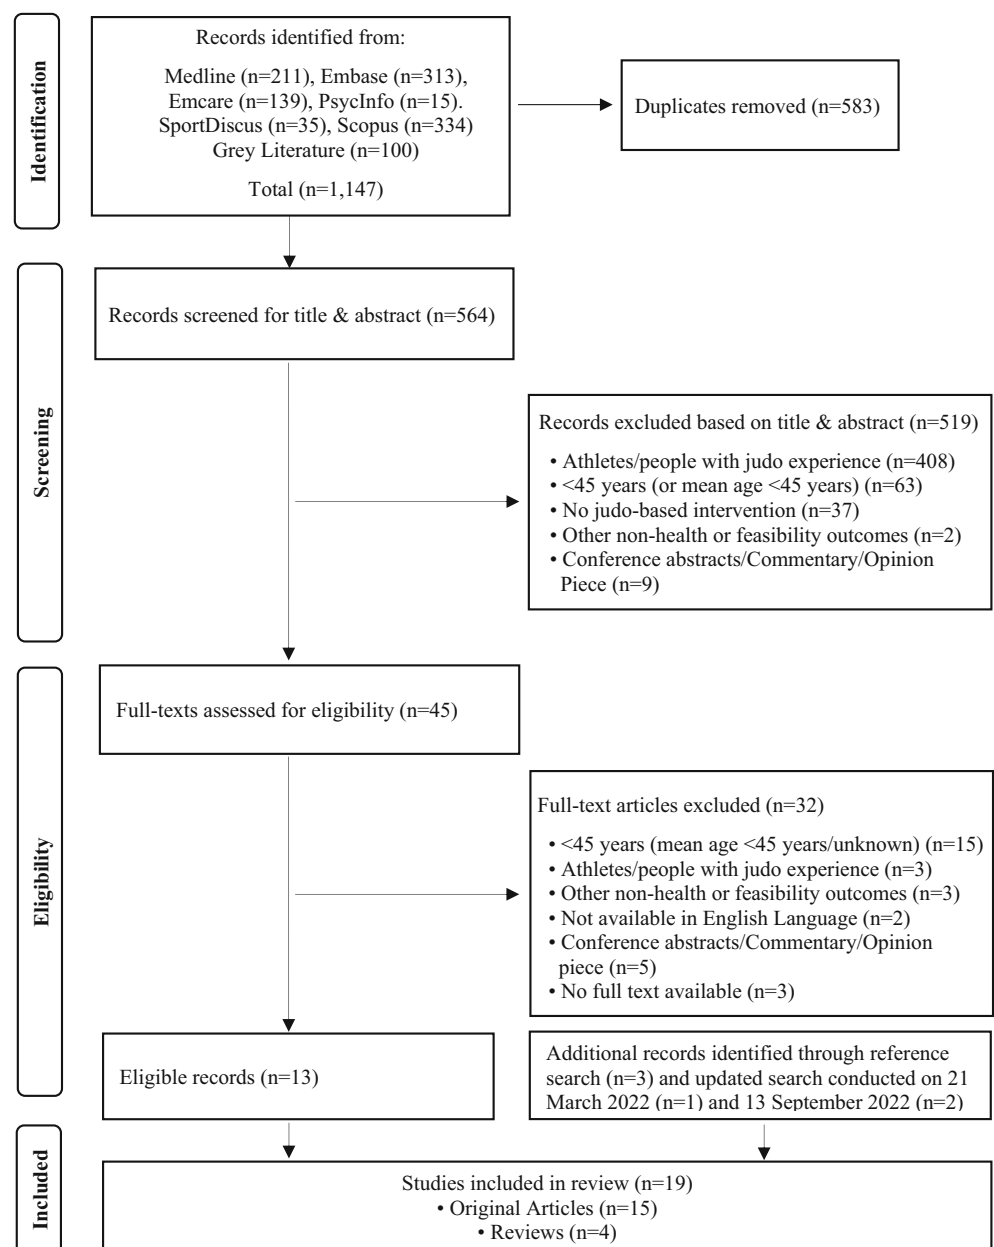 Identification
Records identified from:
Medline (n=211), Embase (n=313),
Emcare (n=139), PsycInfo (n=15).
SportDiscus (n=35), Scopus (n=334)
Grey Literature (n=100)
Total (n=1,147)
Duplicates removed (n=583)
Screening
Records screened for title & abstract (n=564)
Records excluded based on title & abstract (n=519)
• Athletes/people with judo experience (n=408)
• <45 years (or mean age <45 years) (n=63)
• No judo-based intervention (n=37)
• Other non-health or feasibility outcomes (n=2)
• Conference abstracts/Commentary/Opinion
Piece (n=9)
Eligibility
Full-texts assessed for eligibility (n=45)
Full-text articles excluded (n=32)
• <45 years (mean age <45 years/unknown) (n=15)
• Athletes/people with judo experience (n=3)
• Other non-health or feasibility outcomes (n=3)
• Not available in English Language (n=2)
• Conference abstracts/Commentary/Opinion
piece (n=5)
• No full text available (n=3)
Eligible records (n=13)
Additional records identified through reference
search (n=3) and updated search conducted on 21
March 2022 (n=1) and 13 September 2022 (n=2)
Included
Studies included in review (n=19)
• Original Articles (n=15)
• Reviews (n=4)